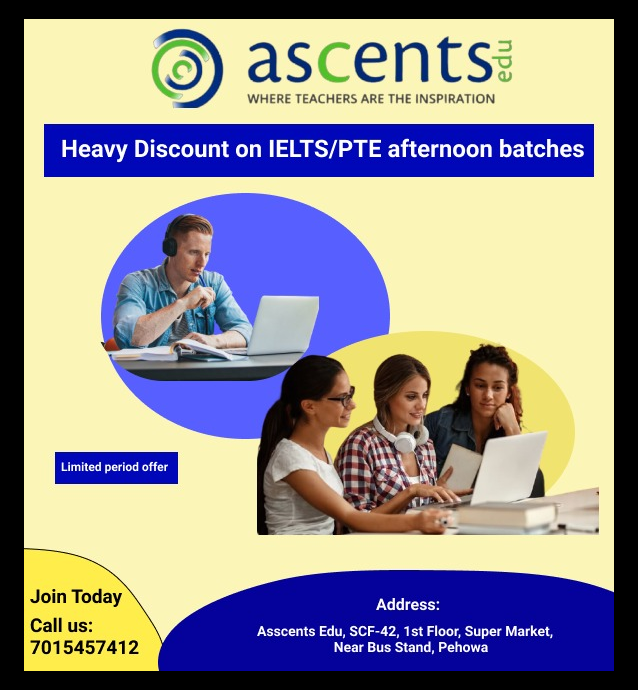 ascents edu
WHERE TEACHERS ARE THE INSPIRATION
Heavy Discount on IELTS/PTE afternoon batches
Limited period offer
Join Today
Call us:
7015457412
Address:
Asscents Edu, SCF-42, 1st Floor, Super Market,
Near Bus Stand, Pehowa